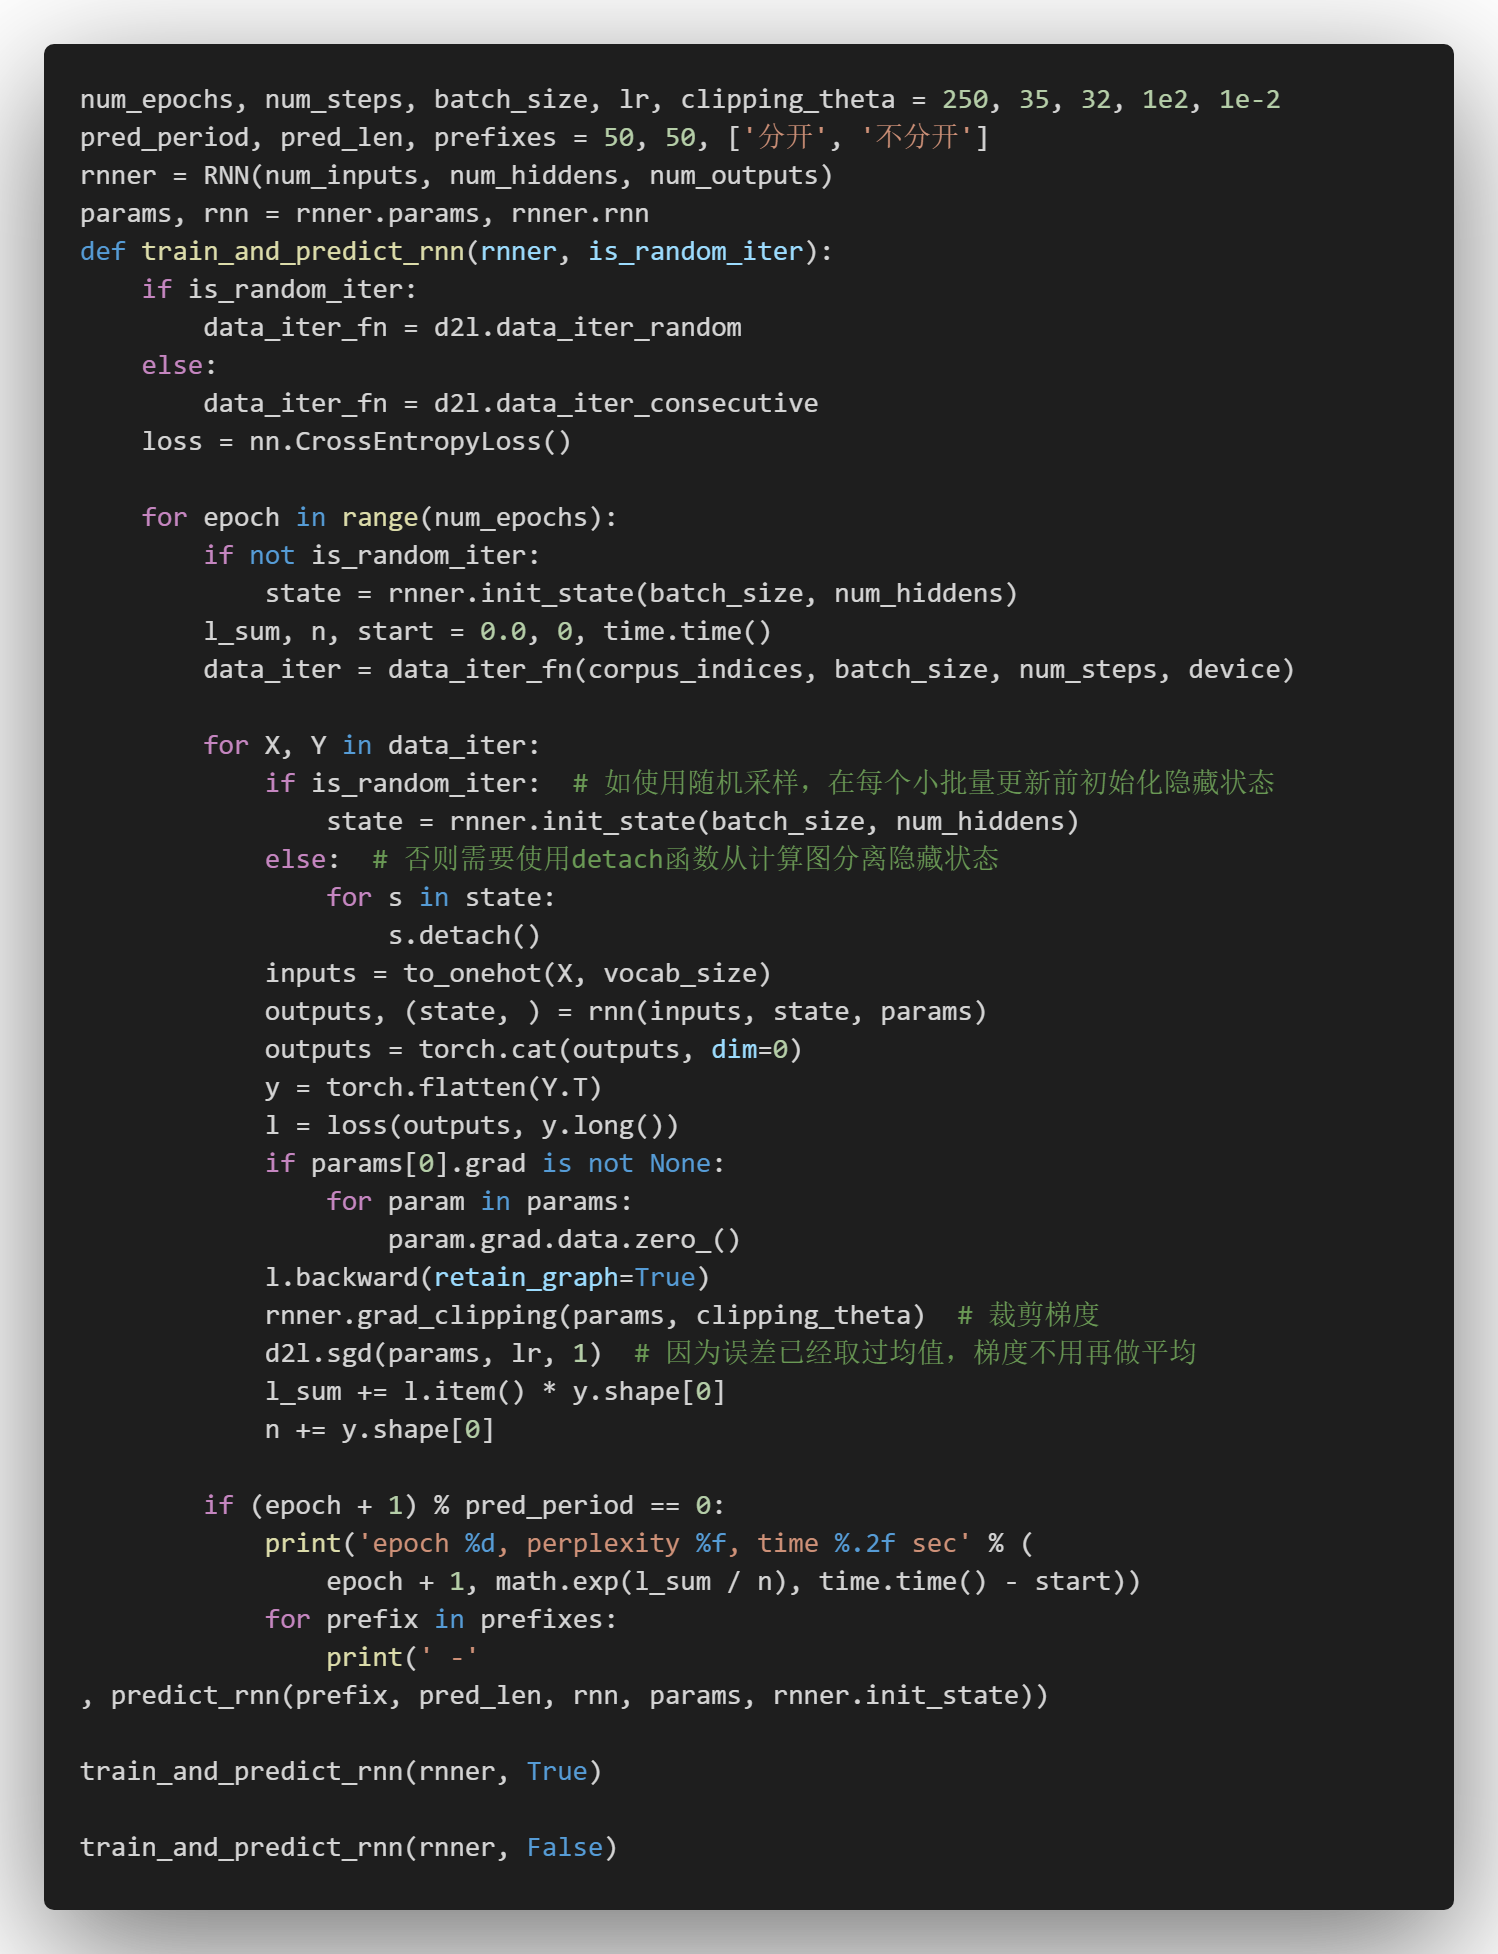 num_epochs, num_steps, batch_size, lr, clipping_theta = 250, 35, 32, 1e2, 1e-2
pred_period, pred_len, prefixes = 50, 50, ['分开', '不分开']
rnner = RNN(num_inputs, num_hiddens, num_outputs)
params, rnn = rnner.params, rnner.rnn
def train_and_predict_rnn(rnner, is_random_iter):
    if is_random_iter:
        data_iter_fn = d2l.data_iter_random
    else:
        data_iter_fn = d2l.data_iter_consecutive
    loss = nn.CrossEntropyLoss()

    for epoch in range(num_epochs):
        if not is_random_iter:
            state = rnner.init_state(batch_size, num_hiddens)
        l_sum, n, start = 0.0, 0, time.time()
        data_iter = data_iter_fn(corpus_indices, batch_size, num_steps, device)

        for X, Y in data_iter:
            if is_random_iter:  # 如使用随机采样，在每个小批量更新前初始化隐藏状态
                state = rnner.init_state(batch_size, num_hiddens)
            else:  # 否则需要使用detach函数从计算图分离隐藏状态
                for s in state:
                    s.detach()
            inputs = to_onehot(X, vocab_size)
            outputs, (state, ) = rnn(inputs, state, params)
            outputs = torch.cat(outputs, dim=0)
            y = torch.flatten(Y.T)
            l = loss(outputs, y.long())
            if params[0].grad is not None:
                for param in params:
                    param.grad.data.zero_()
            l.backward(retain_graph=True)
            rnner.grad_clipping(params, clipping_theta)  # 裁剪梯度
            d2l.sgd(params, lr, 1)  # 因为误差已经取过均值，梯度不用再做平均
            l_sum += l.item() * y.shape[0]
            n += y.shape[0]

        if (epoch + 1) % pred_period == 0:
            print('epoch %d, perplexity %f, time %.2f sec' % (
                epoch + 1, math.exp(l_sum / n), time.time() - start))
            for prefix in prefixes:
                print(' -'
, predict_rnn(prefix, pred_len, rnn, params, rnner.init_state))

train_and_predict_rnn(rnner, True)

train_and_predict_rnn(rnner, False)